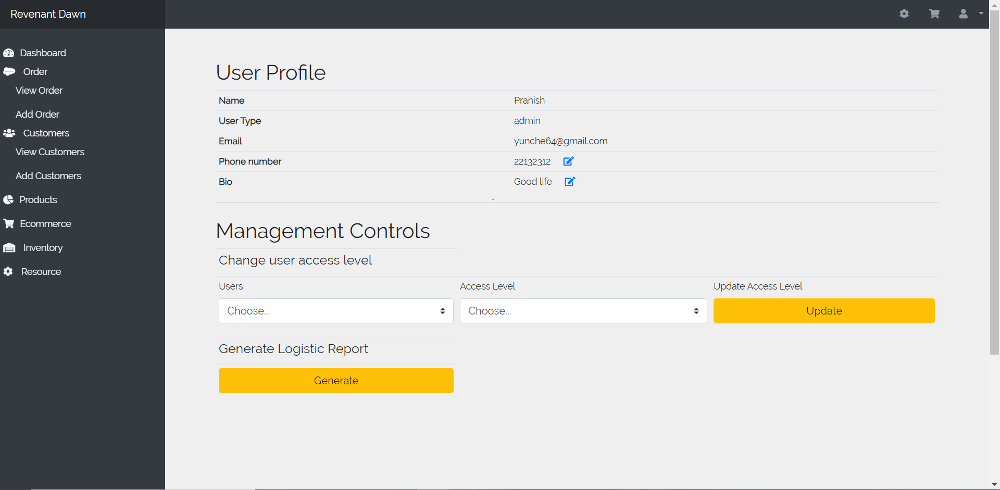 Revenant Dawn
Dashboard
Order
View Order
Add Order
Customers
View Customers
Add Customers
Products
Ecommerce
Inventory
Resource
User Profile
Name Pranish
User Type admin
Email yunche64@gmail.com
Phone number 22132312
Bio Good life
Management Controls
Change user access level
Users Access Level Update Access Level
Choose... Choose... Update
Generate Logistic Report
Generate